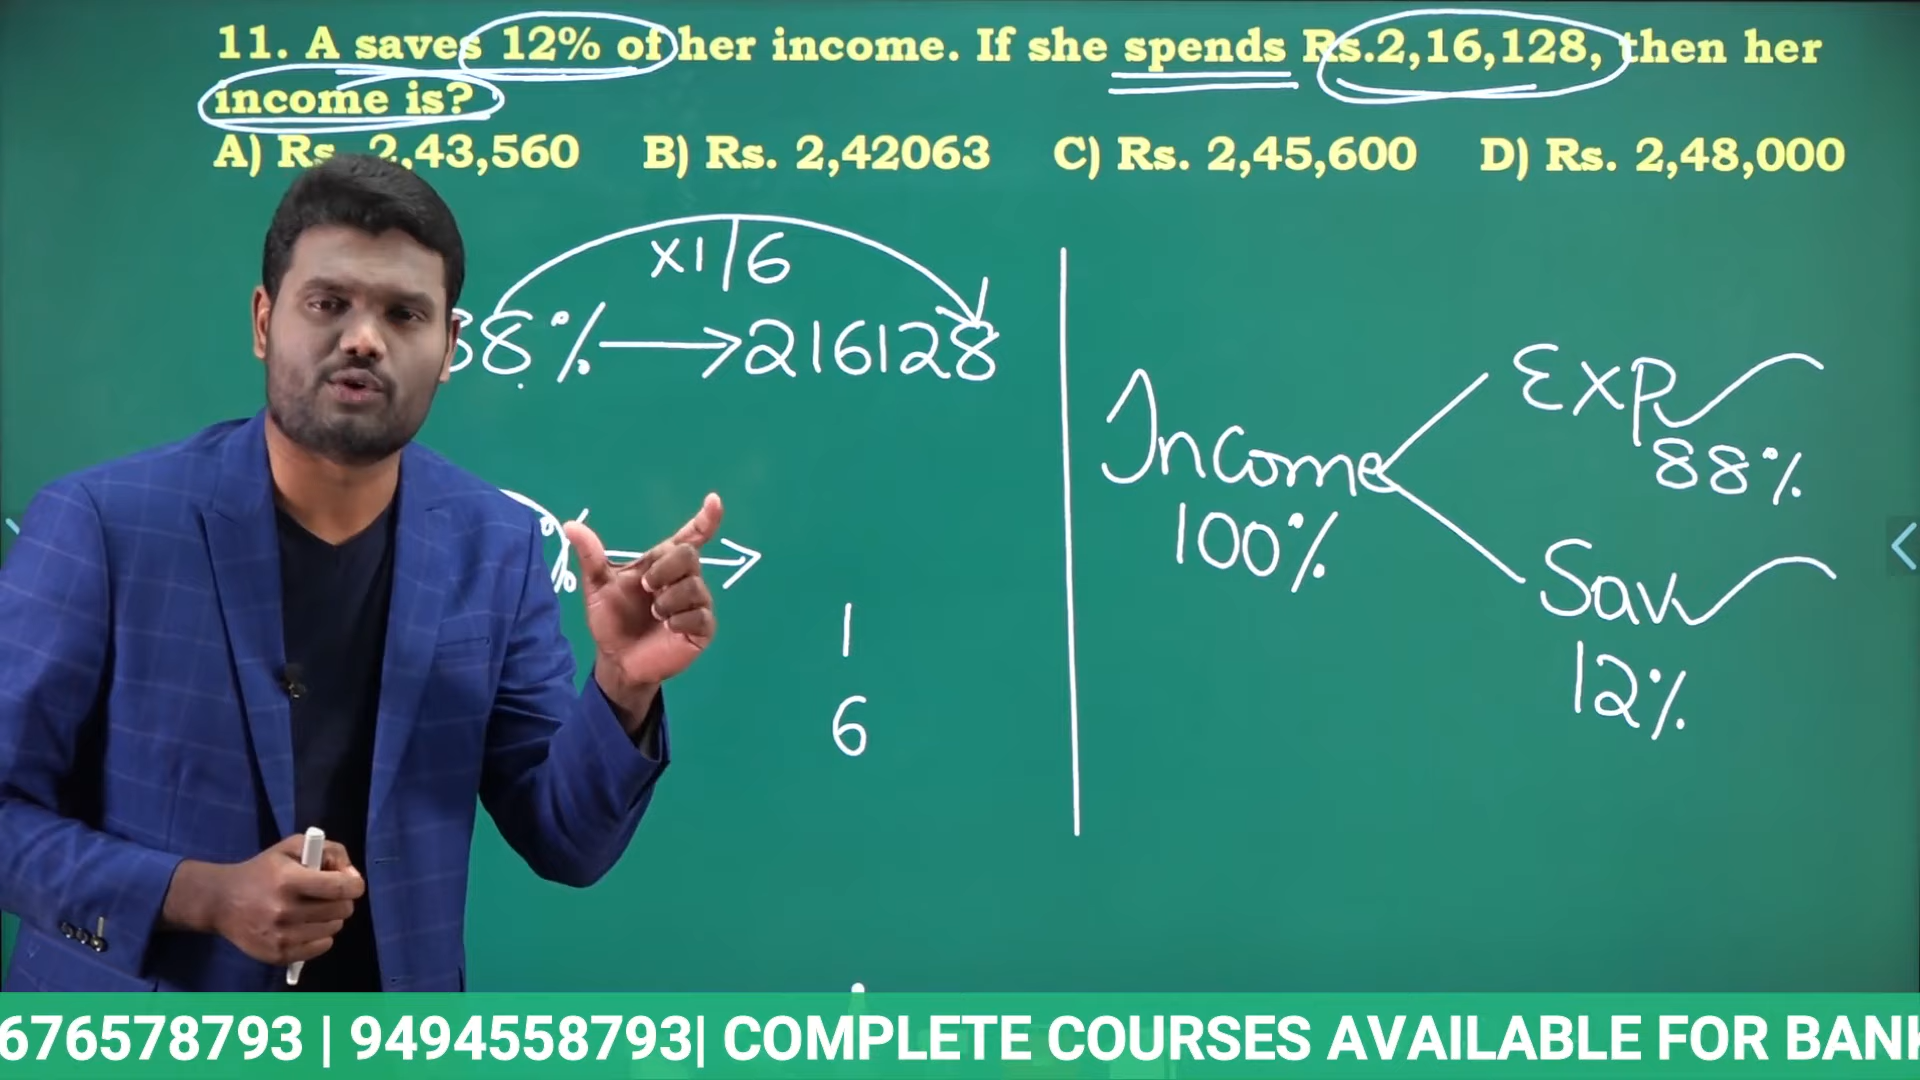 11. A saves 12% of her income. If she spends Rs.2,16,128, then her
income is?
A) Rs. 2,43,560 B) Rs. 2,42063 C) Rs. 2,45,600 D) Rs. 2,48,000
x1/6
88% → 216128
% →
1
6
Income
100%
Exp
88%
Sav
12%
676578793 | 9494558793| COMPLETE COURSES AVAILABLE FOR BANK